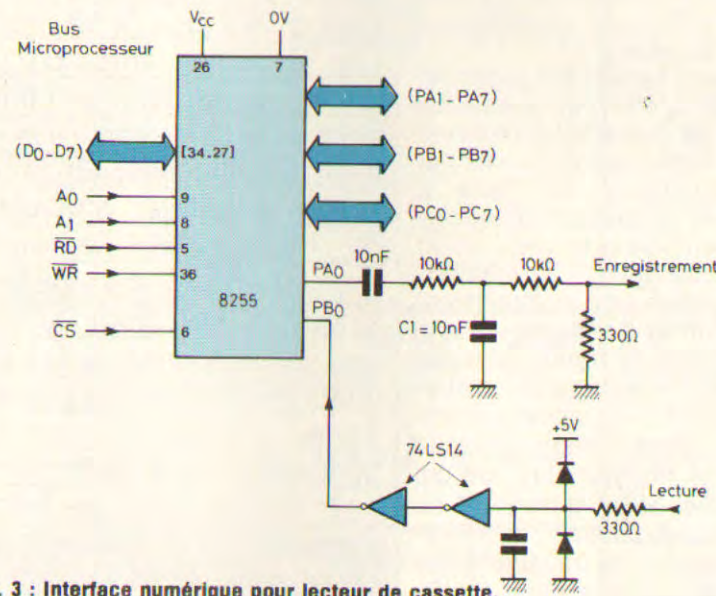 Bus
Microprocesseur
VCC
0V
26
7
(D0-D7)
[34.27]
(PA1-PA7)
(PB1-PB7)
(PC0-PC7)
A0
9
A1
8
RD
5
WR
36
8255
CS
6
PA0
PB0
10nF
10kΩ
10kΩ
Enregistrement
C1=10nF
330Ω
74LS14
+5V
Lecture
330Ω
. 3 : Interface numérique pour lecteur de cassette